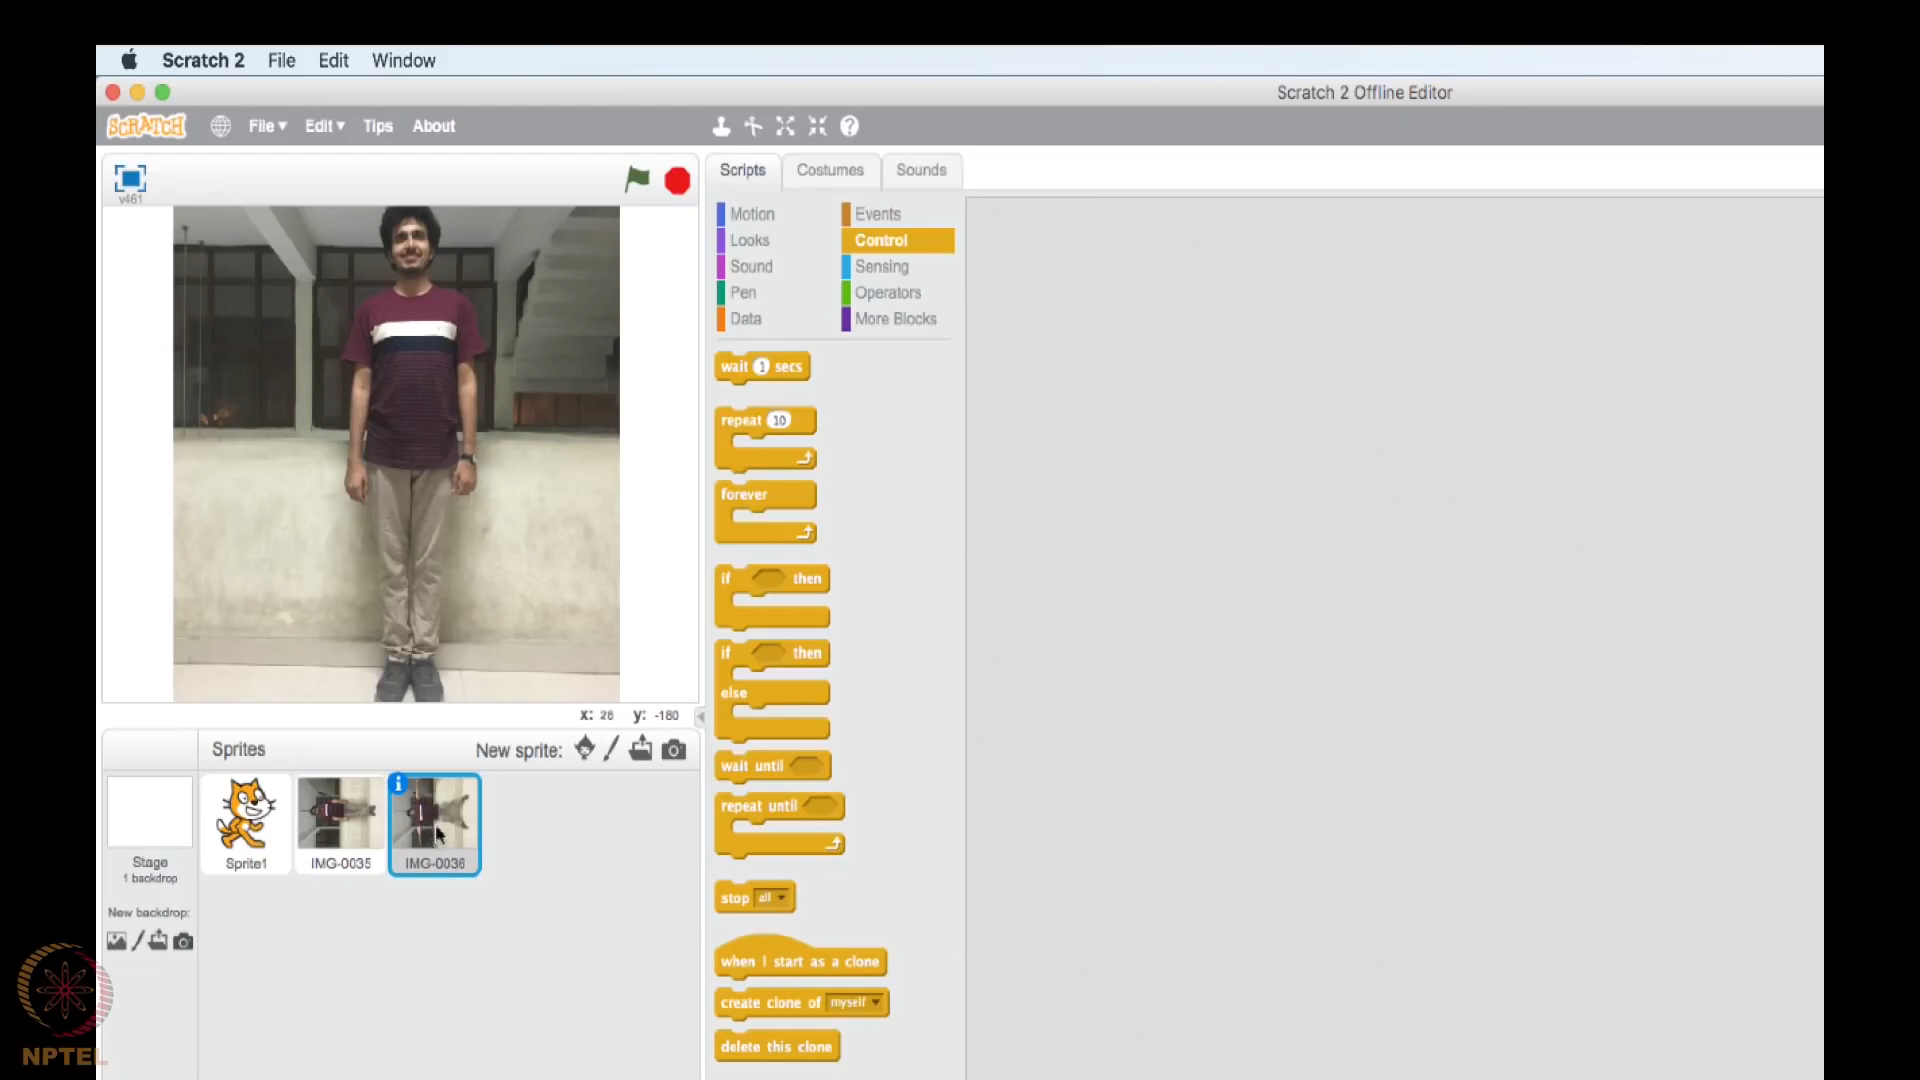 Scratch 2 File Edit Window
Scratch 2 Offline Editor
SCRATCH File Edit Tips About
v461
Scripts Costumes Sounds
Motion Events
Looks Control
Sound Sensing
Pen Operators
Data More Blocks
wait 1 secs
repeat 10
forever
if then
if then
else
wait until
repeat until
stop all
when I start as a clone
create clone of myself
delete this clone
x: 28 y: -180
Sprites New sprite:
Sprite1 IMG-0035 IMG-0036
Stage
1 backdrop
New backdrop:
NPTEL